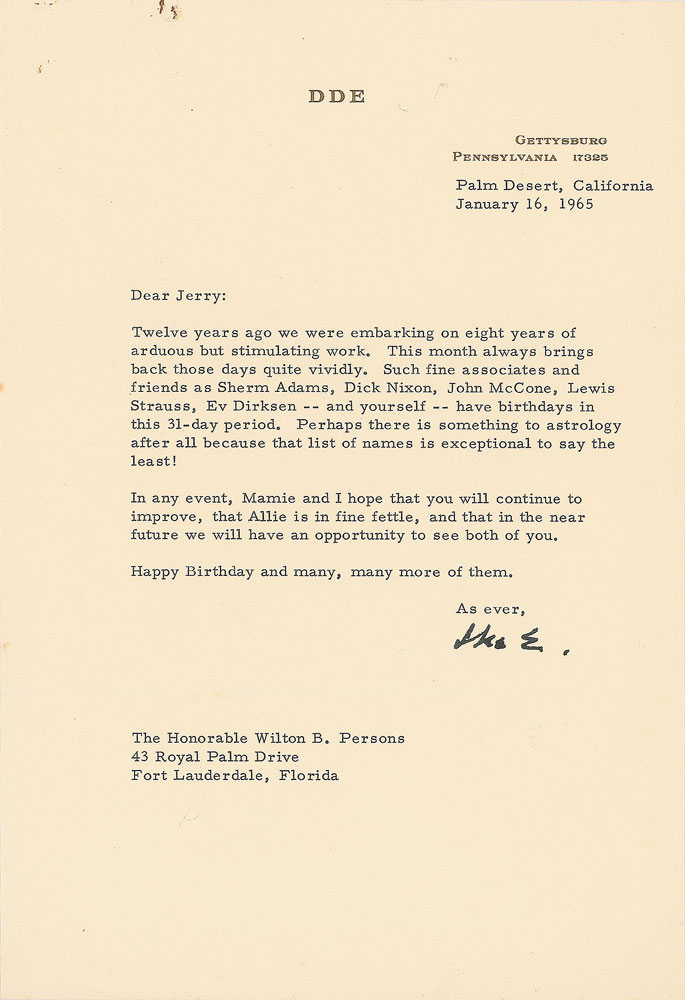 DDE
GETTYSBURG
PENNSYLVANIA 17325
Palm Desert, California
January 16, 1965
Dear Jerry:
Twelve years ago we were embarking on eight years of
arduous but stimulating work. This month always brings
back those days quite vividly. Such fine associates and
friends as Sherm Adams, Dick Nixon, John McCone, Lewis
Strauss, Ev Dirksen -- and yourself -- have birthdays in
this 31-day period. Perhaps there is something to astrology
after all because that list of names is exceptional to say the
least!
In any event, Mamie and I hope that you will continue to
improve, that Allie is in fine fettle, and that in the near
future we will have an opportunity to see both of you.
Happy Birthday and many, many more of them.
As ever,
Ike E.
The Honorable Wilton B. Persons
43 Royal Palm Drive
Fort Lauderdale, Florida